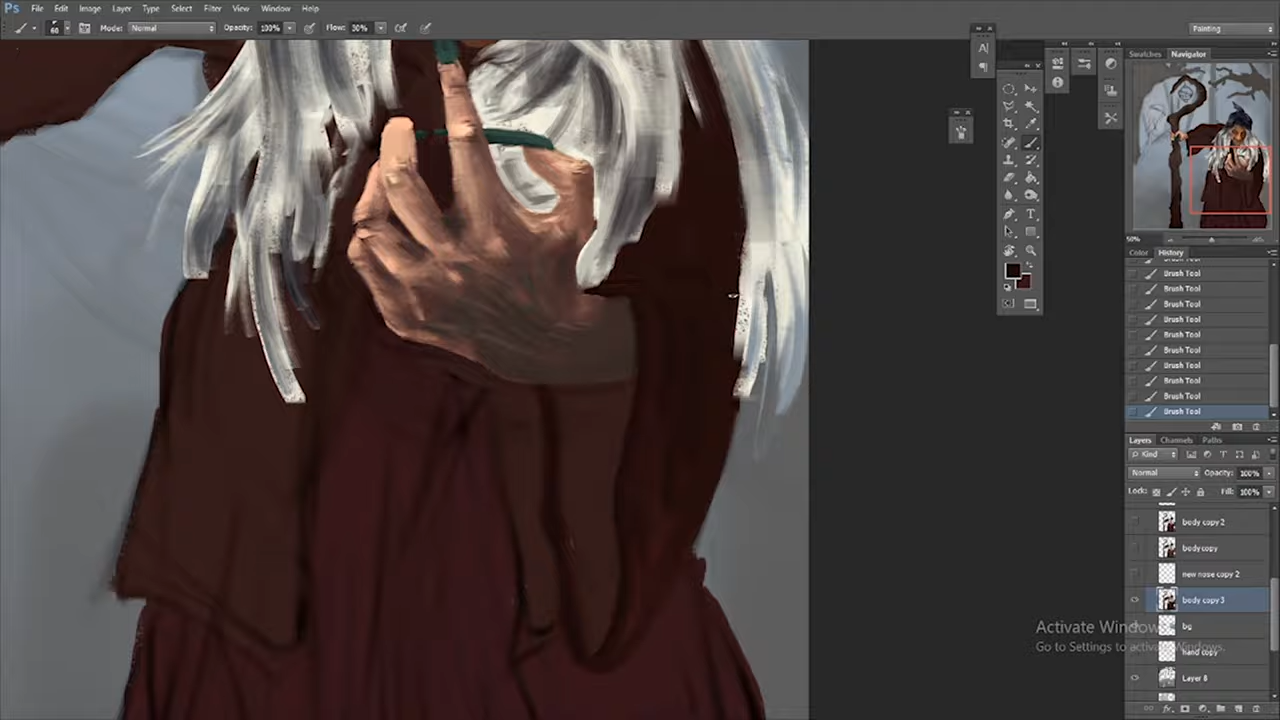 Ps File Edit Image Layer Type Select Filter View Window Help
60 Mode: Normal Opacity: 100% Flow: 30% Painting
Swatches Navigator
50%
Color History
Brush Tool
Brush Tool
Brush Tool
Brush Tool
Brush Tool
Brush Tool
Brush Tool
Brush Tool
Brush Tool
Brush Tool
Layers Channels Paths
Kind
Normal Opacity: 100%
Lock: Fill: 100%
body copy 2
body copy
new nose copy 2
body copy 3
bg
hand copy
Layer 8
Activate Windows
Go to Settings to activate Windows.